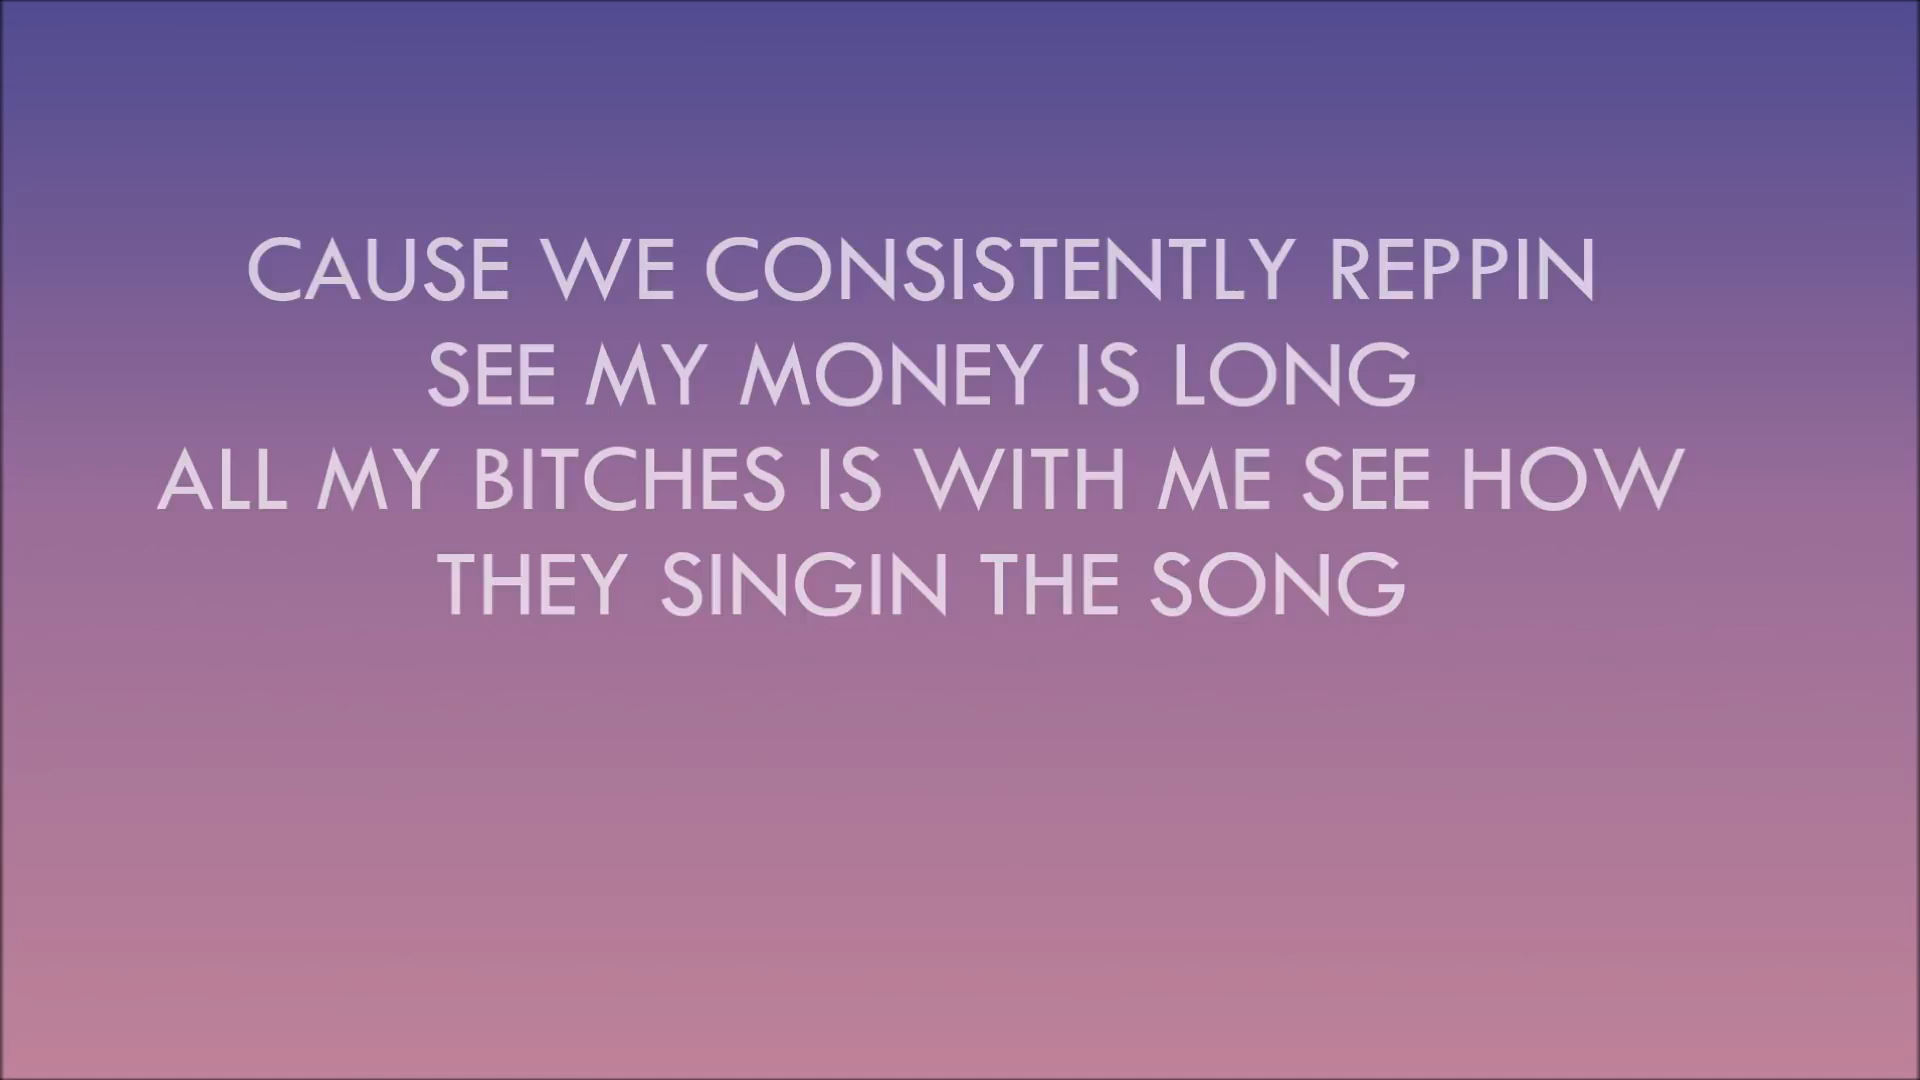 CAUSE WE CONSISTENTLY REPPIN
SEE MY MONEY IS LONG
ALL MY BITCHES IS WITH ME SEE HOW
THEY SINGIN THE SONG